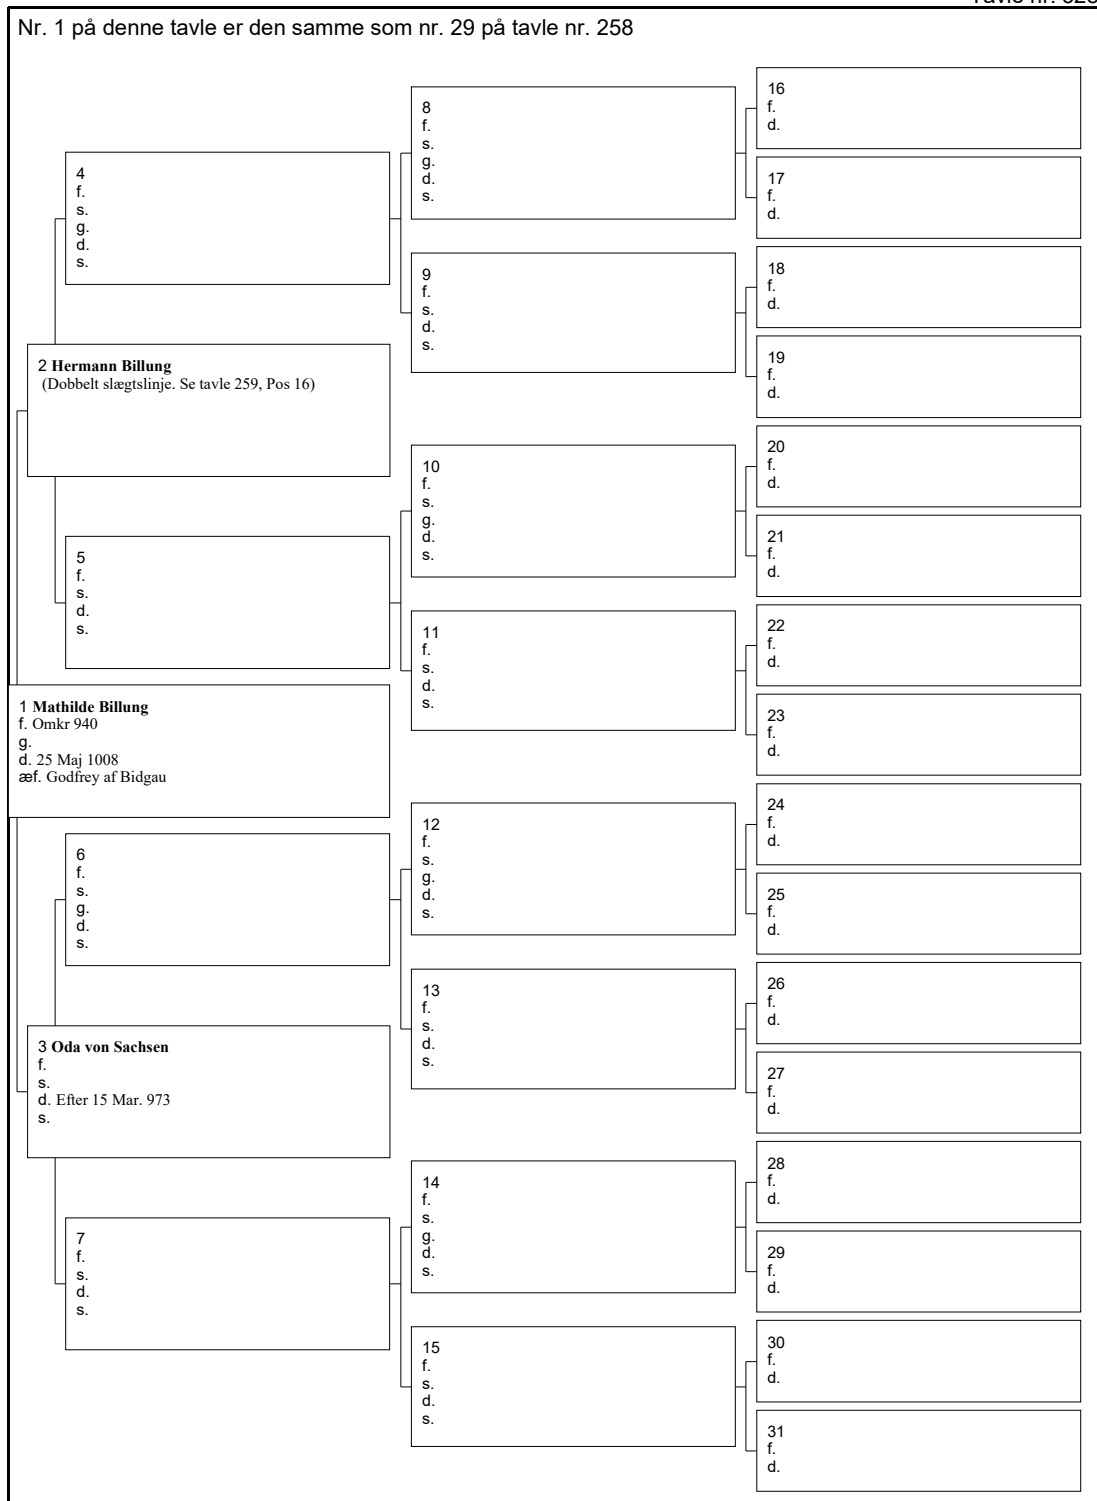 Nr. 1 på denne tavle er den samme som nr. 29 på tavle nr. 258
16
f.
d.
8
f.
s.
g.
d.
s.
17
f.
d.
4
f.
s.
g.
d.
s.
18
f.
d.
9
f.
s.
d.
s.
19
f.
d.
2 Hermann Billung
(Dobbelt slægtslinje. Se tavle 259, Pos 16)
20
f.
d.
10
f.
s.
g.
d.
s.
21
f.
d.
5
f.
s.
d.
s.
22
f.
d.
11
f.
s.
d.
s.
23
f.
d.
1 Mathilde Billung
f. Omkr 940
g.
d. 25 Maj 1008
æf. Godfrey af Bidgau
24
f.
d.
12
f.
s.
g.
d.
s.
25
f.
d.
6
f.
s.
g.
d.
s.
26
f.
d.
13
f.
s.
d.
s.
27
f.
d.
3 Oda von Sachsen
f.
s.
d. Efter 15 Mar. 973
s.
28
f.
d.
14
f.
s.
g.
d.
s.
29
f.
d.
7
f.
s.
d.
s.
30
f.
d.
15
f.
s.
d.
s.
31
f.
d.